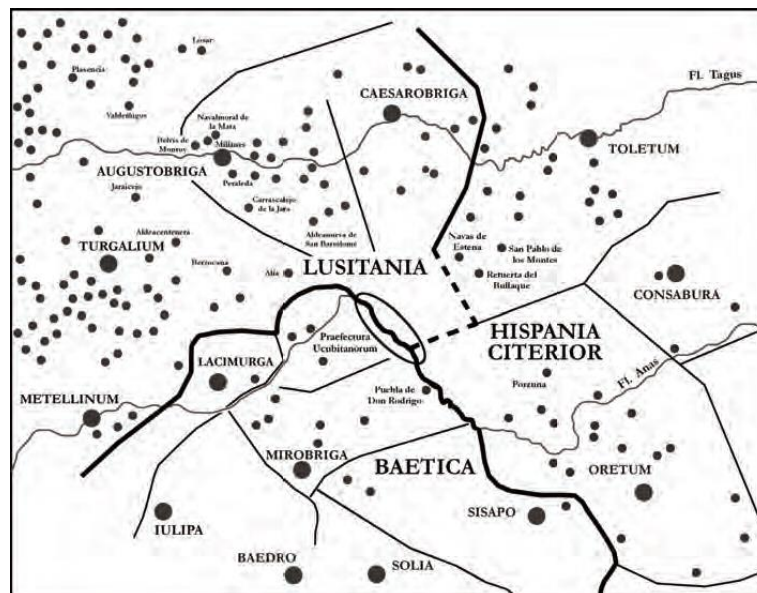 Losar
Plasencia
Fl. Tagus
Valdeíñigos
CAESAROBRIGA
Navalmoral
de la Mata
Millanes
TOLETUM
AUGUSTOBRIGA
Peraleda
Jaraicejo
Carrascalejo
de la Jara
Aldeacentenera
Aldeanueva de
San Bartolomé
Navas de
Estena
San Pablo de
los Montes
TURGALIUM
Berzocana
Alía
LUSITANIA
Retuerta del
Bullaque
CONSABURA
HISPANIA
CITERIOR
Praefectura
Ucubitanorum
LACIMURGA
Fl. Anas
Porzuna
METELLINUM
Puebla de
Don Rodrigo
MIROBRIGA
BAETICA
ORETUM
IULIPA
SISAPO
BAEDRO
SOLIA